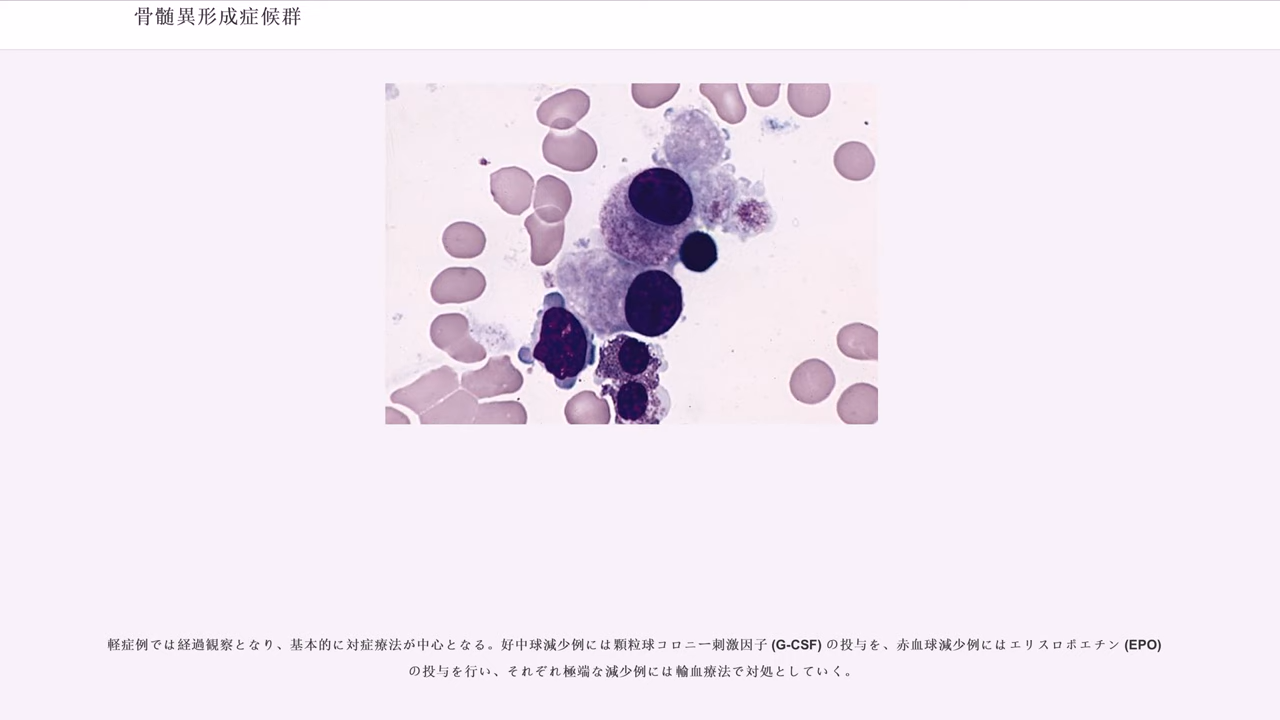 骨髄異形成症候群
軽症例では経過観察となり、基本的に対症療法が中心となる。好中球減少例には顆粒球コロニー刺激因子 (G-CSF) の投与を、赤血球減少例にはエリスロポエチン (EPO)
の投与を行い、それぞれ極端な減少例には輸血療法で対処としていく。